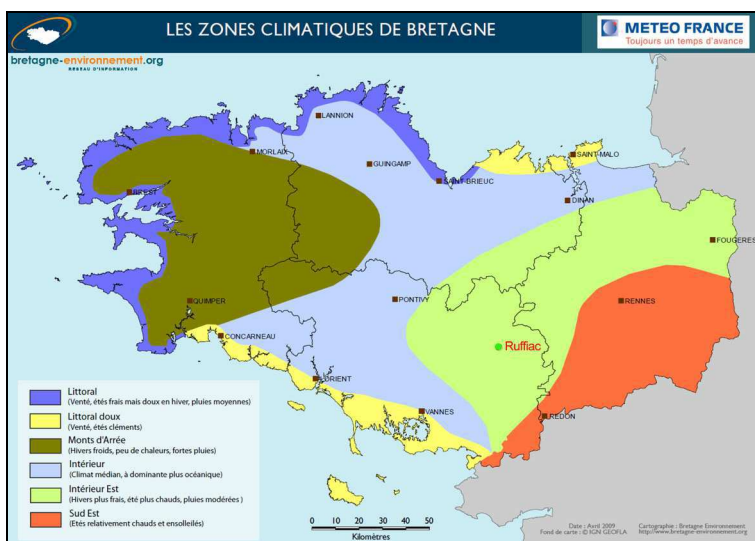 LES ZONES CLIMATIQUES DE BRETAGNE
METEO FRANCE
Toujours un temps d'avance
bretagne-environnement.org
RESEAU D'INFORMATION
LANNION
MORLAIX
GUINGAMP
SAINT-MALO
SAINT-BRIEUC
BREST
DINAN
FOUGERES
QUIMPER
PONTIVY
RENNES
Ruffiac
CONCARNEAU
LORIENT
VANNES
REDON
Littoral
(Venté, étés frais mais doux en hiver, pluies moyennes)
Littoral doux
(Venté, étés cléments)
Monts d'Arrée
(Hivers froids, peu de chaleurs, fortes pluies)
Intérieur
(Climat médian, à dominante plus océanique)
Intérieur Est
(Hivers plus frais, été plus chauds, pluies modérées)
Sud Est
(Etés relativement chauds et ensoleilés)
0 10 20 30 40 50
Kilomètres
Date : Avril 2009 Cartographie : Bretagne Environnement
Fond de carte : © IGN GEOFLA http://www.bretagne-environnement.org